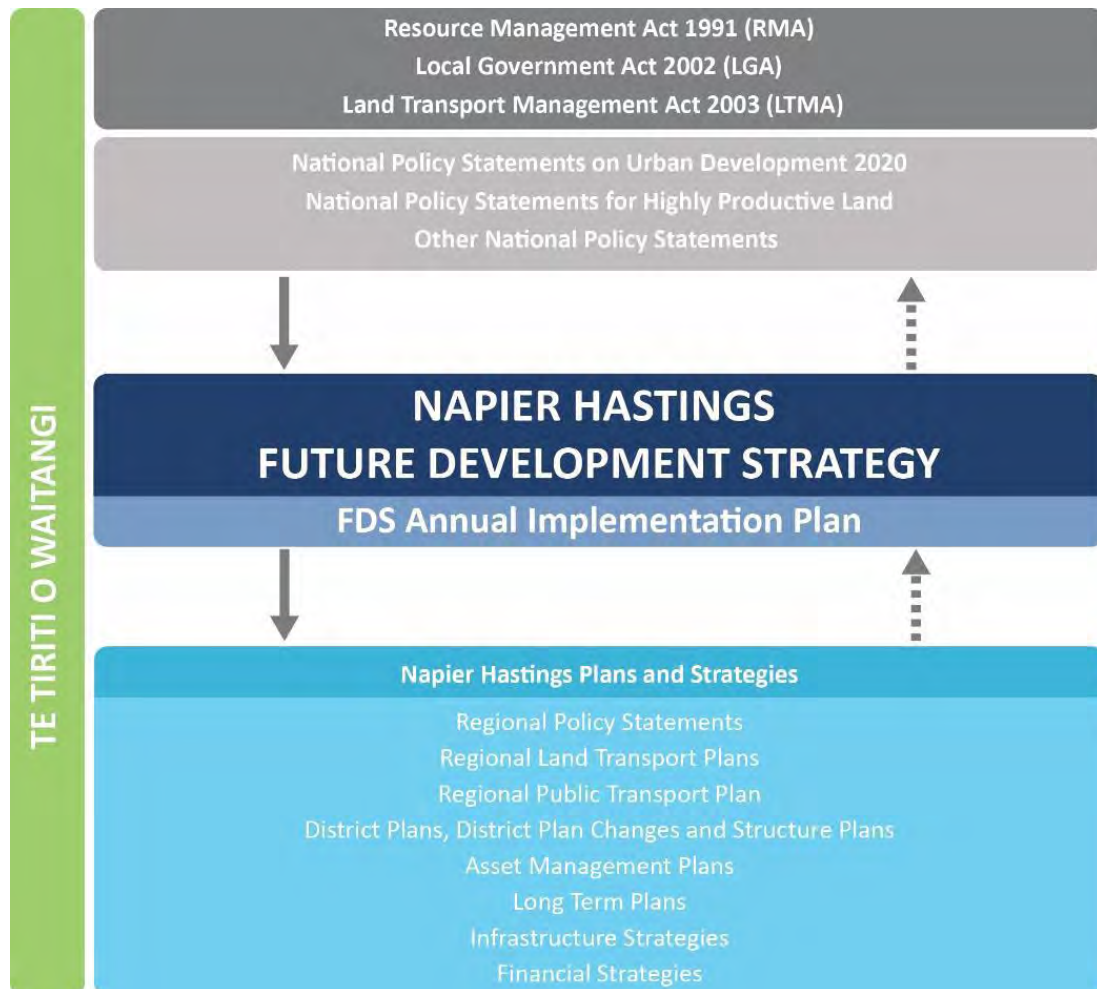 TE TIRITI O WAITANGI
Resource Management Act 1991 (RMA)
Local Government Act 2002 (LGA)
Land Transport Management Act 2003 (LTMA)
National Policy Statements on Urban Development 2020
National Policy Statements for Highly Productive Land
Other National Policy Statements
NAPIER HASTINGS
FUTURE DEVELOPMENT STRATEGY
FDS Annual Implementation Plan
Napier Hastings Plans and Strategies
Regional Policy Statements
Regional Land Transport Plans
Regional Public Transport Plan
District Plans, District Plan Changes and Structure Plans
Asset Management Plans
Long Term Plans
Infrastructure Strategies
Financial Strategies